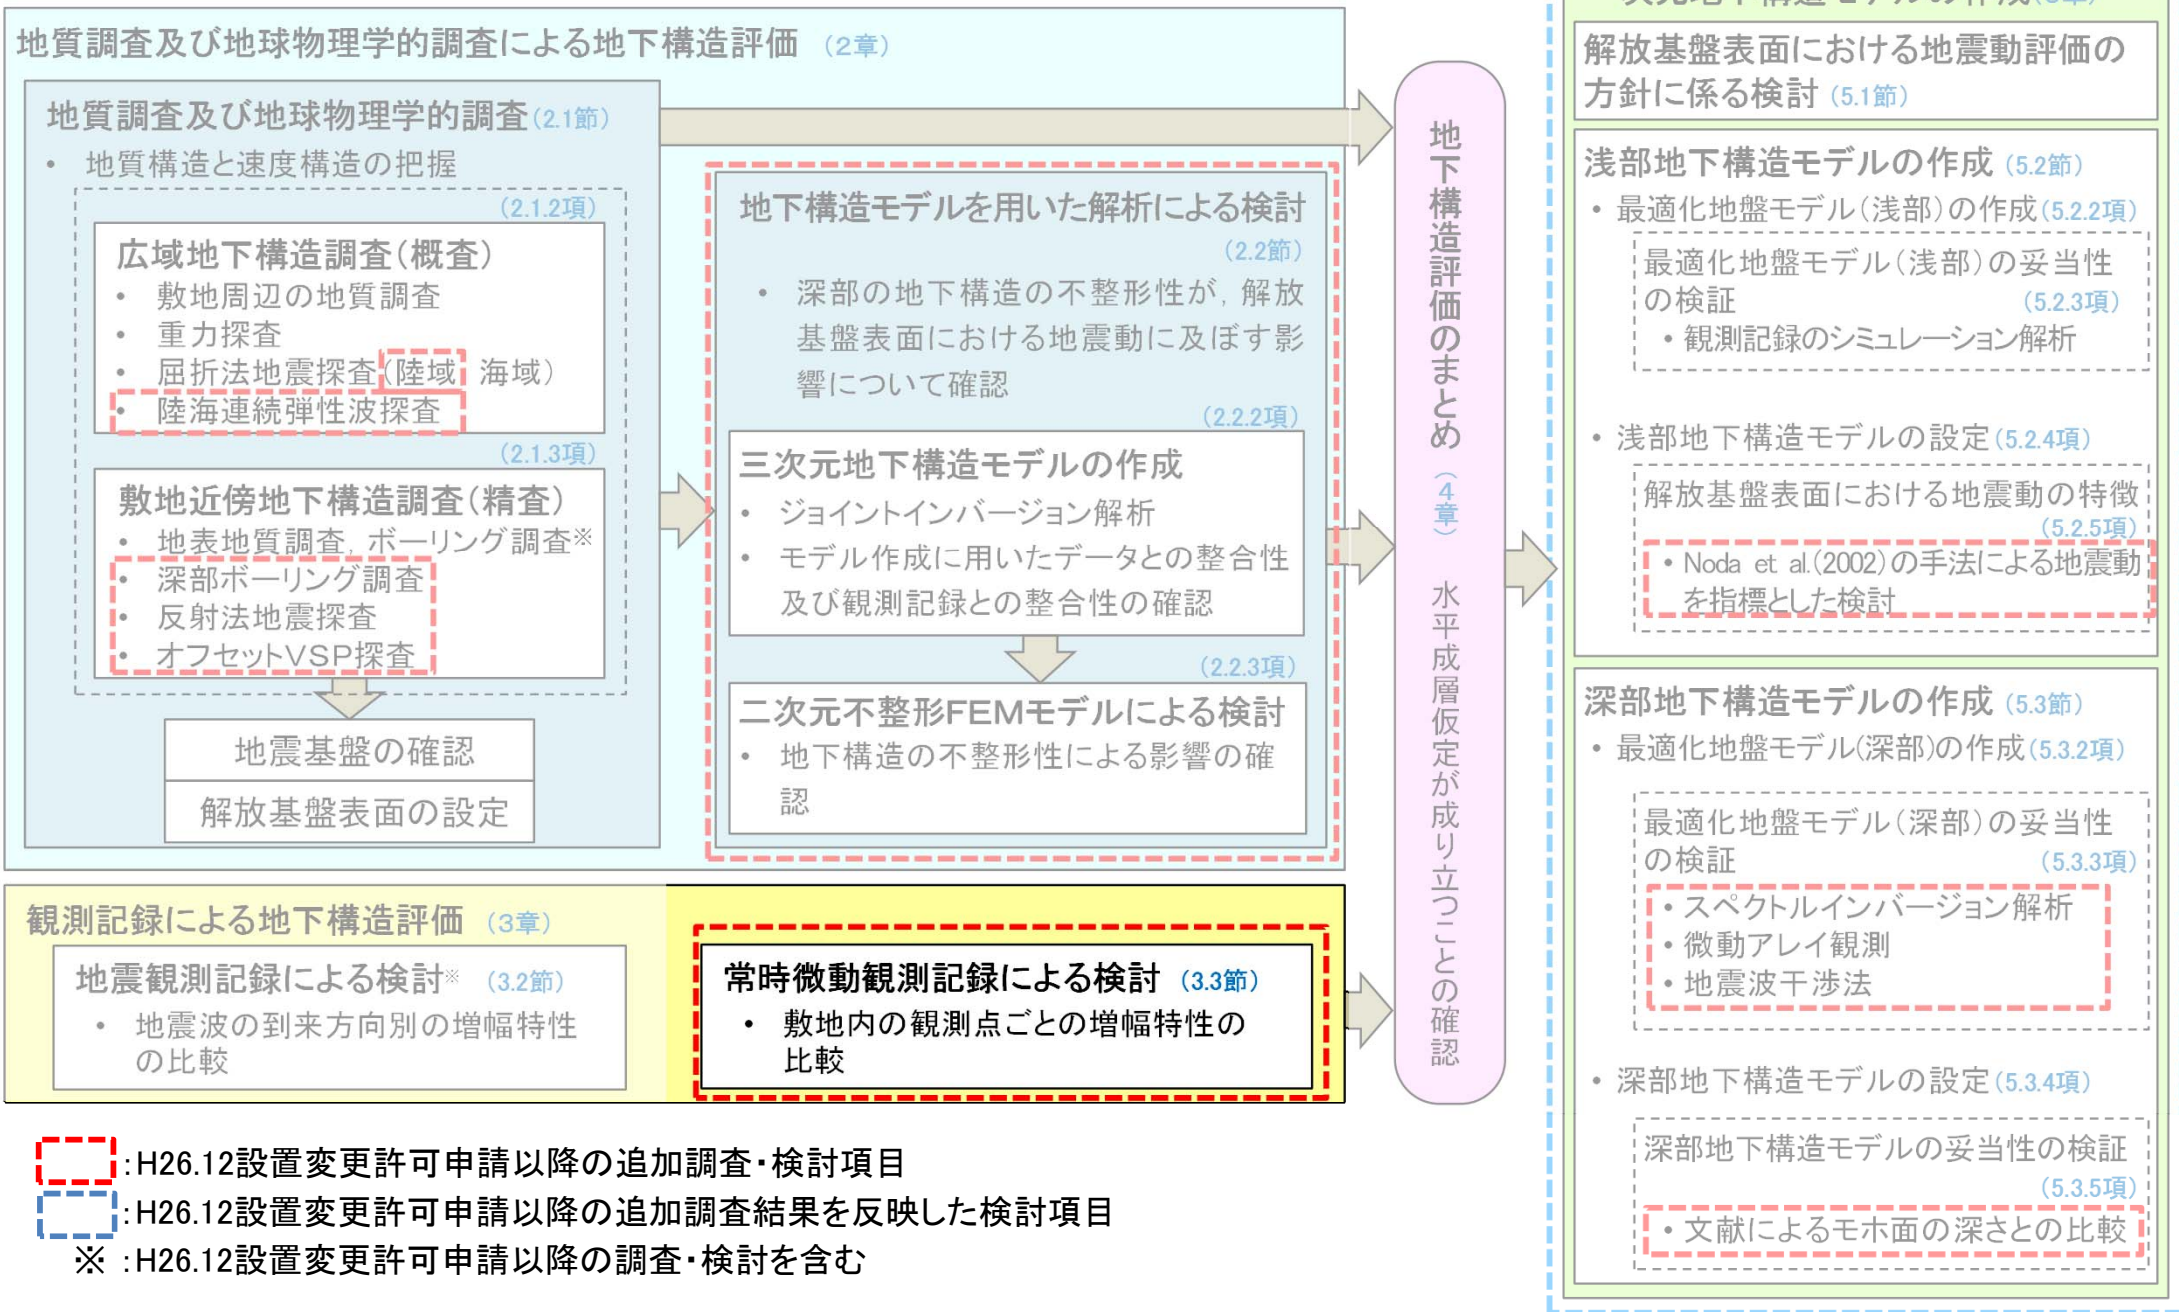 地質調査及び地球物理学的調査による地下構造評価 (2章)
地質調査及び地球物理学的調査(2.1節)
• 地質構造と速度構造の把握
(2.1.2項)
広域地下構造調査(概査)
• 敷地周辺の地質調査
• 重力探査
• 屈折法地震探査(陸域 海域)
• 陸海連続弾性波探査
(2.1.3項)
敷地近傍地下構造調査(精査)
• 地表地質調査,ボーリング調査※
• 深部ボーリング調査
• 反射法地震探査
• オフセットVSP探査
地震基盤の確認
解放基盤表面の設定
地下構造モデルを用いた解析による検討
(2.2節)
• 深部の地下構造の不整形性が,解放
基盤表面における地震動に及ぼす影
響について確認
(2.2.2項)
三次元地下構造モデルの作成
• ジョイントインバージョン解析
• モデル作成に用いたデータとの整合性
及び観測記録との整合性の確認
(2.2.3項)
二次元不整形FEMモデルによる検討
• 地下構造の不整形性による影響の確
認
観測記録による地下構造評価 (3章)
地震観測記録による検討※ (3.2節)
• 地震波の到来方向別の増幅特性
の比較
常時微動観測記録による検討 (3.3節)
• 敷地内の観測点ごとの増幅特性の
比較
地下構造評価のまとめ(4章) 水平成層仮定が成り立つことの確認
次元地下構造モデルの作成(5章)
解放基盤表面における地震動評価の
方針に係る検討 (5.1節)
浅部地下構造モデルの作成 (5.2節)
• 最適化地盤モデル(浅部)の作成(5.2.2項)
最適化地盤モデル(浅部)の妥当性
の検証 (5.2.3項)
• 観測記録のシミュレーション解析
• 浅部地下構造モデルの設定(5.2.4項)
解放基盤表面における地震動の特徴
(5.2.5項)
• Noda et al.(2002)の手法による地震動
を指標とした検討
深部地下構造モデルの作成 (5.3節)
• 最適化地盤モデル(深部)の作成(5.3.2項)
最適化地盤モデル(深部)の妥当性
の検証 (5.3.3項)
• スペクトルインバージョン解析
• 微動アレイ観測
• 地震波干渉法
• 深部地下構造モデルの設定(5.3.4項)
深部地下構造モデルの妥当性の検証
(5.3.5項)
• 文献によるモホ面の深さとの比較
:H26.12設置変更許可申請以降の追加調査・検討項目
:H26.12設置変更許可申請以降の追加調査結果を反映した検討項目
※ :H26.12設置変更許可申請以降の調査・検討を含む